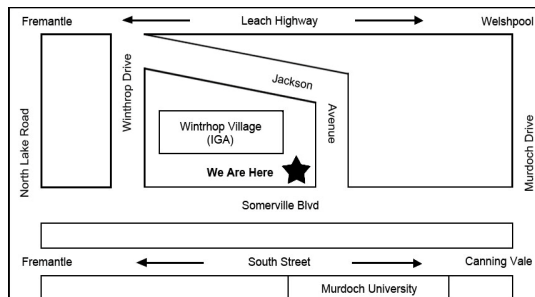 Fremantle Leach Highway Welshpool
North Lake Road
Winthrop Drive
Jackson
Avenue
Murdoch Drive
Wintrhop Village
(IGA)
We Are Here
Somerville Blvd
Fremantle South Street Canning Vale
Murdoch University